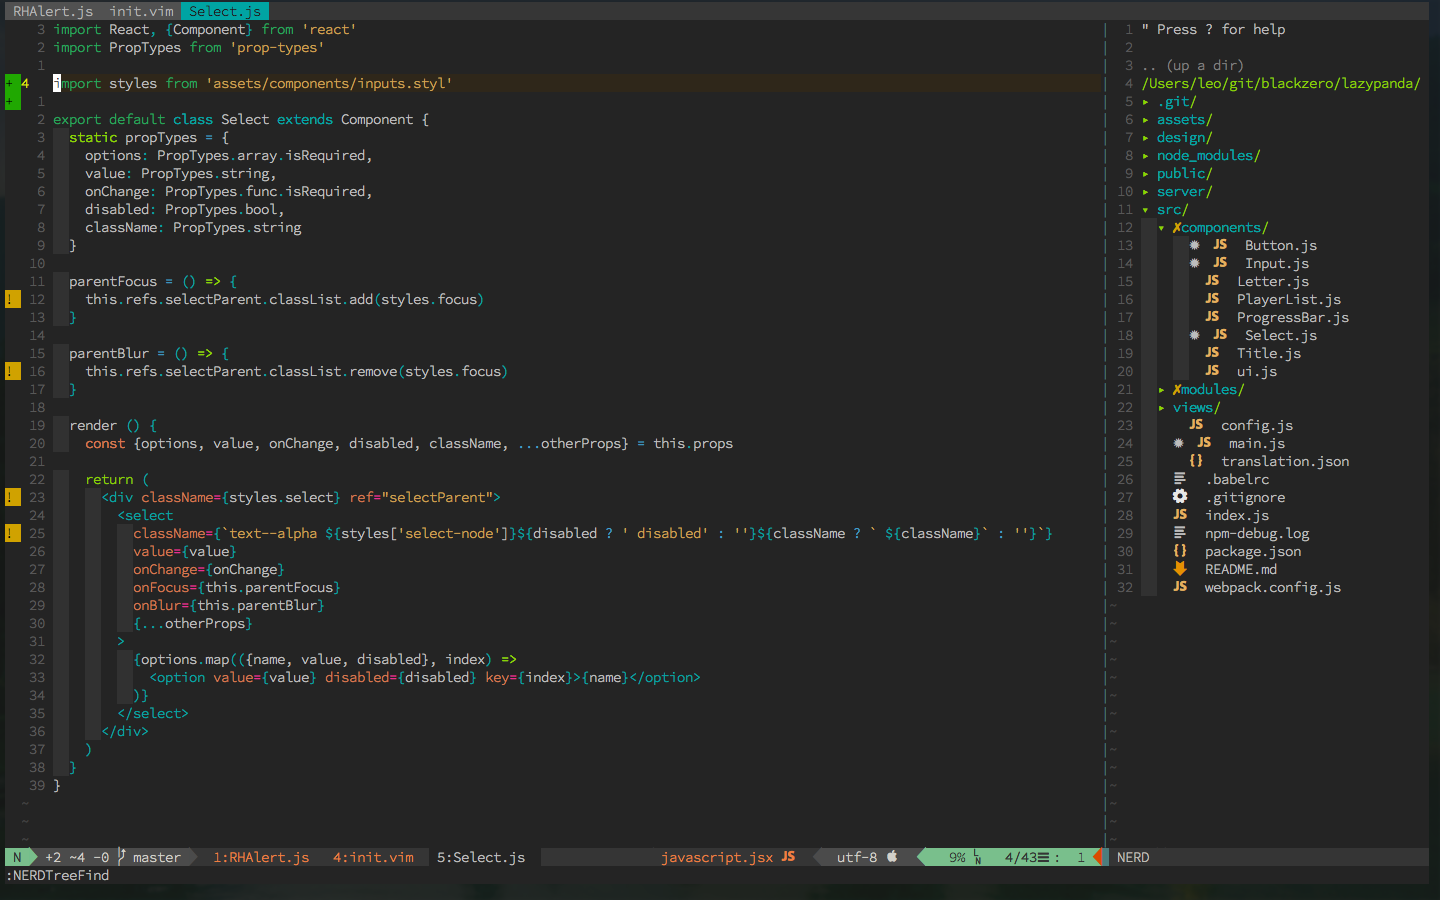 RHAlert.js init.vim Select.js
3 import React, {Component} from 'react'
2 import PropTypes from 'prop-types'
1
+ 4 import styles from 'assets/components/inputs.styl'
+ 1
2 export default class Select extends Component {
3 static propTypes = {
4 options: PropTypes.array.isRequired,
5 value: PropTypes.string,
6 onChange: PropTypes.func.isRequired,
7 disabled: PropTypes.bool,
8 className: PropTypes.string
9 }
10
11 parentFocus = () => {
! 12 this.refs.selectParent.classList.add(styles.focus)
13 }
14
15 parentBlur = () => {
! 16 this.refs.selectParent.classList.remove(styles.focus)
17 }
18
19 render () {
20 const {options, value, onChange, disabled, className, ...otherProps} = this.props
21
22 return (
! 23 <div className={styles.select} ref="selectParent">
24 <select
! 25 className={`text--alpha ${styles['select-node']}${disabled ? ' disabled' : ''}${className ? ` ${className}` : ''}`}
26 value={value}
27 onChange={onChange}
28 onFocus={this.parentFocus}
29 onBlur={this.parentBlur}
30 {...otherProps}
31 >
32 {options.map(({name, value, disabled}, index) =>
33 <option value={value} disabled={disabled} key={index}>{name}</option>
34 )}
35 </select>
36 </div>
37 )
38 }
39 }
~
~
~
1 " Press ? for help
2
3 .. (up a dir)
4 /Users/leo/git/blackzero/lazypanda/
5 ▸ .git/
6 ▸ assets/
7 ▸ design/
8 ▸ node_modules/
9 ▸ public/
10 ▸ server/
11 ▾ src/
12 ▾ ✗components/
13 ✹ JS Button.js
14 ✹ JS Input.js
15 JS Letter.js
16 JS PlayerList.js
17 JS ProgressBar.js
18 ✹ JS Select.js
19 JS Title.js
20 JS ui.js
21 ▸ ✗modules/
22 ▸ views/
23 JS config.js
24 ✹ JS main.js
25 {} translation.json
26 .babelrc
27 .gitignore
28 JS index.js
29 npm-debug.log
30 {} package.json
31 README.md
32 JS webpack.config.js
~
~
~
~
~
~
~
~
~
~
~
~
~
~
N +2 ~4 -0 master 1:RHAlert.js 4:init.vim 5:Select.js javascript.jsx JS utf-8 9% LN 4/43☰ : 1 NERD
:NERDTreeFind